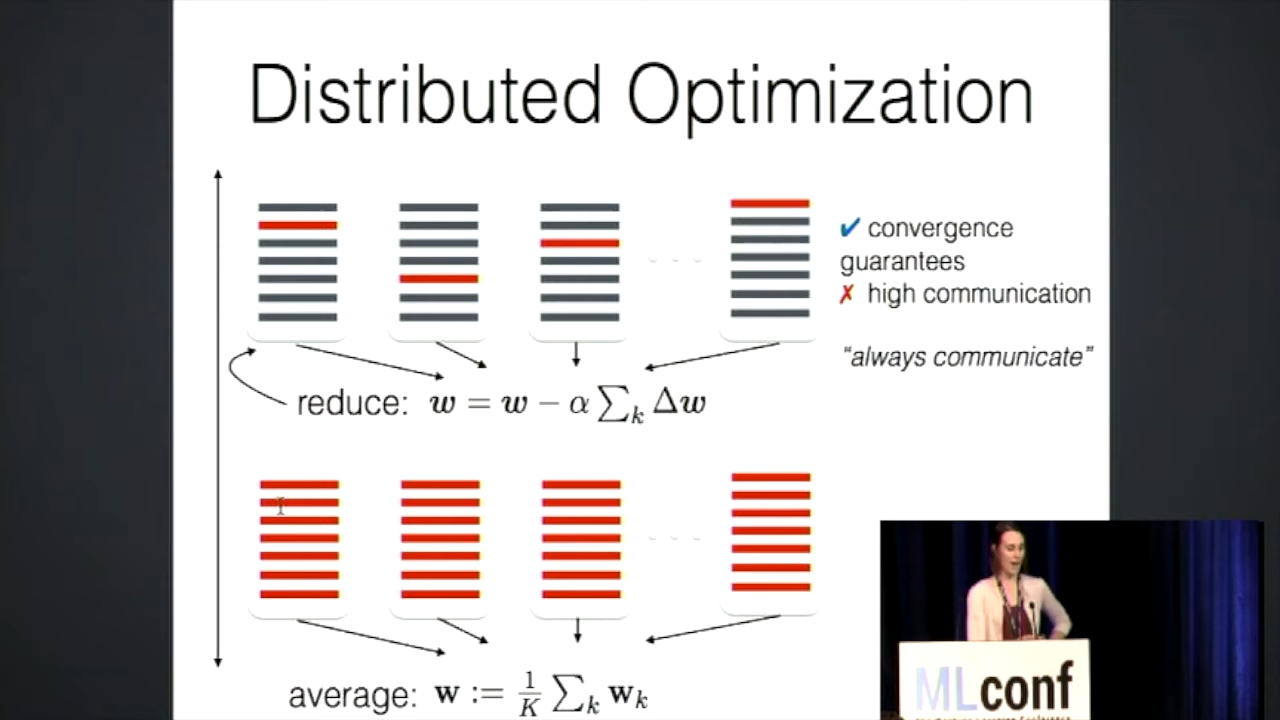 Distributed Optimization
✔ convergence
guarantees
✗ high communication
“always communicate”
reduce: w = w − α ∑k Δw
average: w := 1/K ∑k wk
MLconf